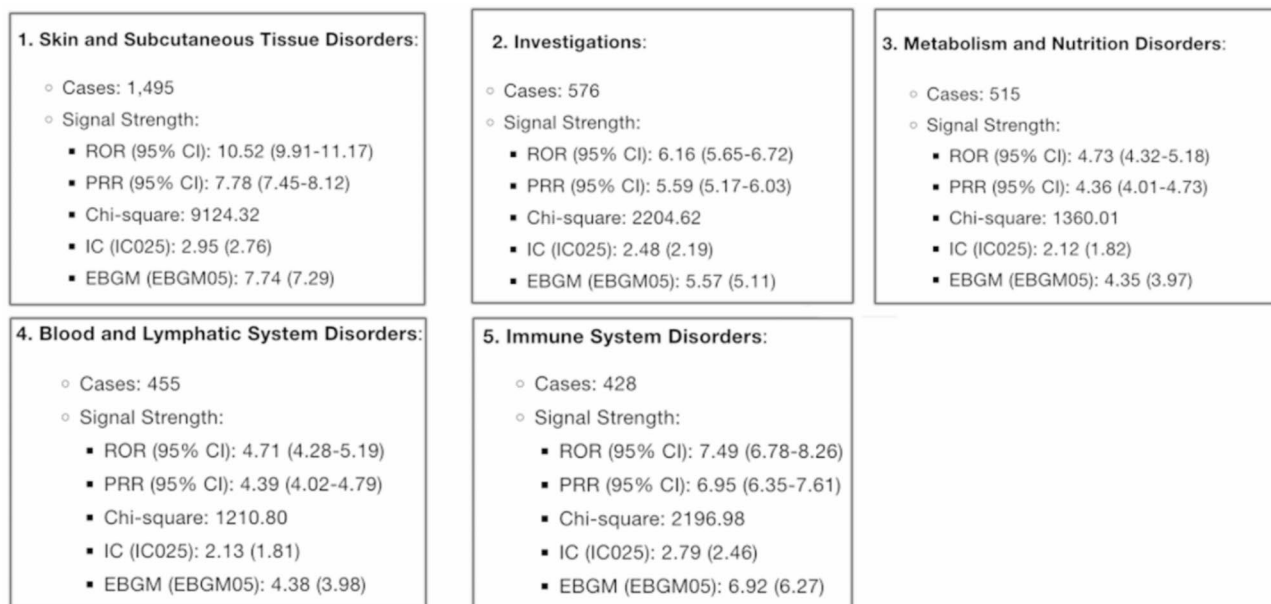 1. Skin and Subcutaneous Tissue Disorders:
○ Cases: 1,495
○ Signal Strength:
▪ ROR (95% CI): 10.52 (9.91-11.17)
▪ PRR (95% CI): 7.78 (7.45-8.12)
▪ Chi-square: 9124.32
▪ IC (IC025): 2.95 (2.76)
▪ EBGM (EBGM05): 7.74 (7.29)
2. Investigations:
○ Cases: 576
○ Signal Strength:
▪ ROR (95% CI): 6.16 (5.65-6.72)
▪ PRR (95% CI): 5.59 (5.17-6.03)
▪ Chi-square: 2204.62
▪ IC (IC025): 2.48 (2.19)
▪ EBGM (EBGM05): 5.57 (5.11)
3. Metabolism and Nutrition Disorders:
○ Cases: 515
○ Signal Strength:
▪ ROR (95% CI): 4.73 (4.32-5.18)
▪ PRR (95% CI): 4.36 (4.01-4.73)
▪ Chi-square: 1360.01
▪ IC (IC025): 2.12 (1.82)
▪ EBGM (EBGM05): 4.35 (3.97)
4. Blood and Lymphatic System Disorders:
○ Cases: 455
○ Signal Strength:
▪ ROR (95% CI): 4.71 (4.28-5.19)
▪ PRR (95% CI): 4.39 (4.02-4.79)
▪ Chi-square: 1210.80
▪ IC (IC025): 2.13 (1.81)
▪ EBGM (EBGM05): 4.38 (3.98)
5. Immune System Disorders:
○ Cases: 428
○ Signal Strength:
▪ ROR (95% CI): 7.49 (6.78-8.26)
▪ PRR (95% CI): 6.95 (6.35-7.61)
▪ Chi-square: 2196.98
▪ IC (IC025): 2.79 (2.46)
▪ EBGM (EBGM05): 6.92 (6.27)